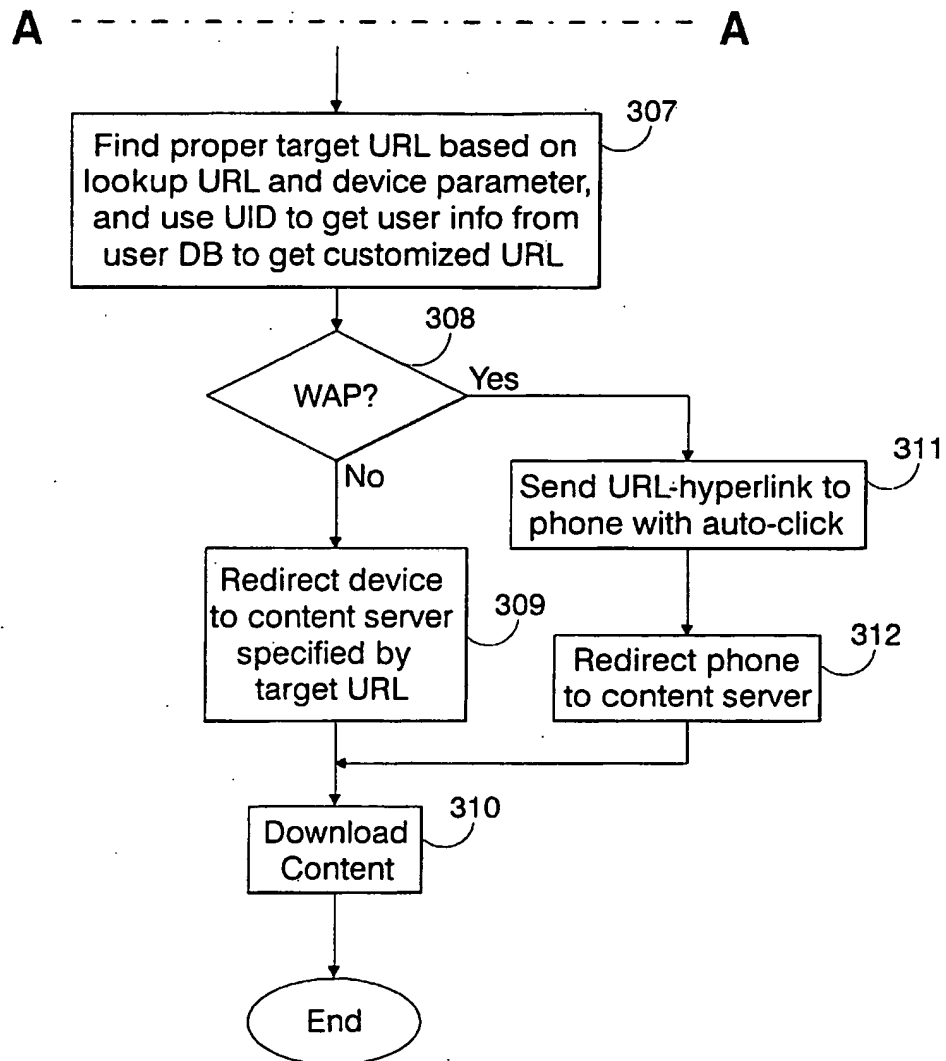 A A
307
Find proper target URL based on
lookup URL and device parameter,
and use UID to get user info from
user DB to get customized URL
308
WAP?
Yes
No
311
Send URL-hyperlink to
phone with auto-click
Redirect device
to content server
specified by
target URL
309
312
Redirect phone
to content server
310
Download
Content
End